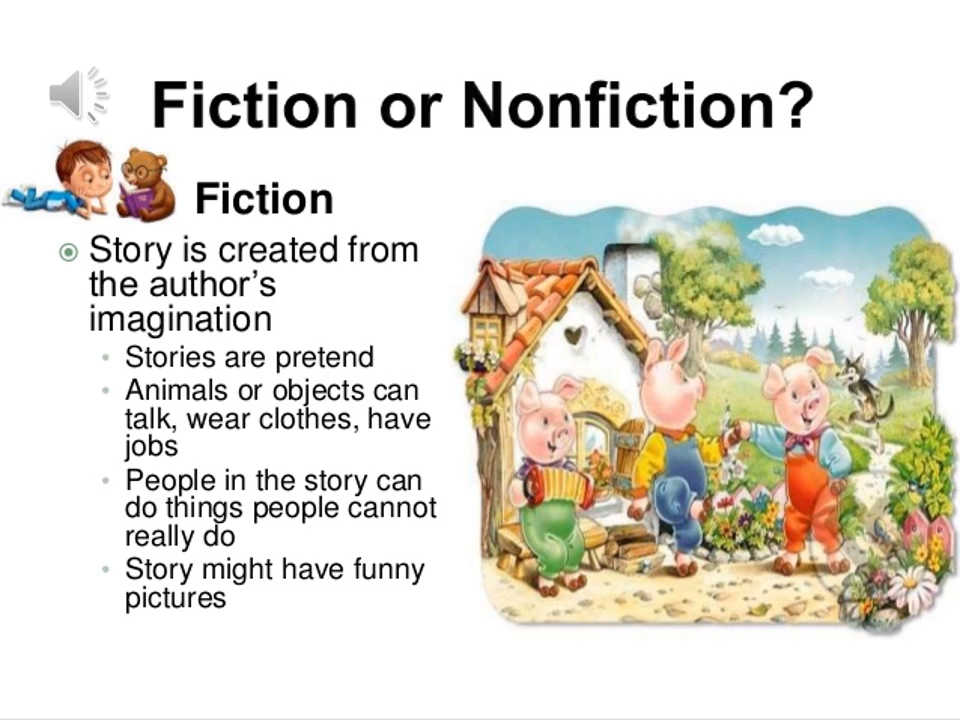 Fiction or Nonfiction?
Fiction
Story is created from
the author’s
imagination
Stories are pretend
Animals or objects can
talk, wear clothes, have
jobs
People in the story can
do things people cannot
really do
Story might have funny
pictures